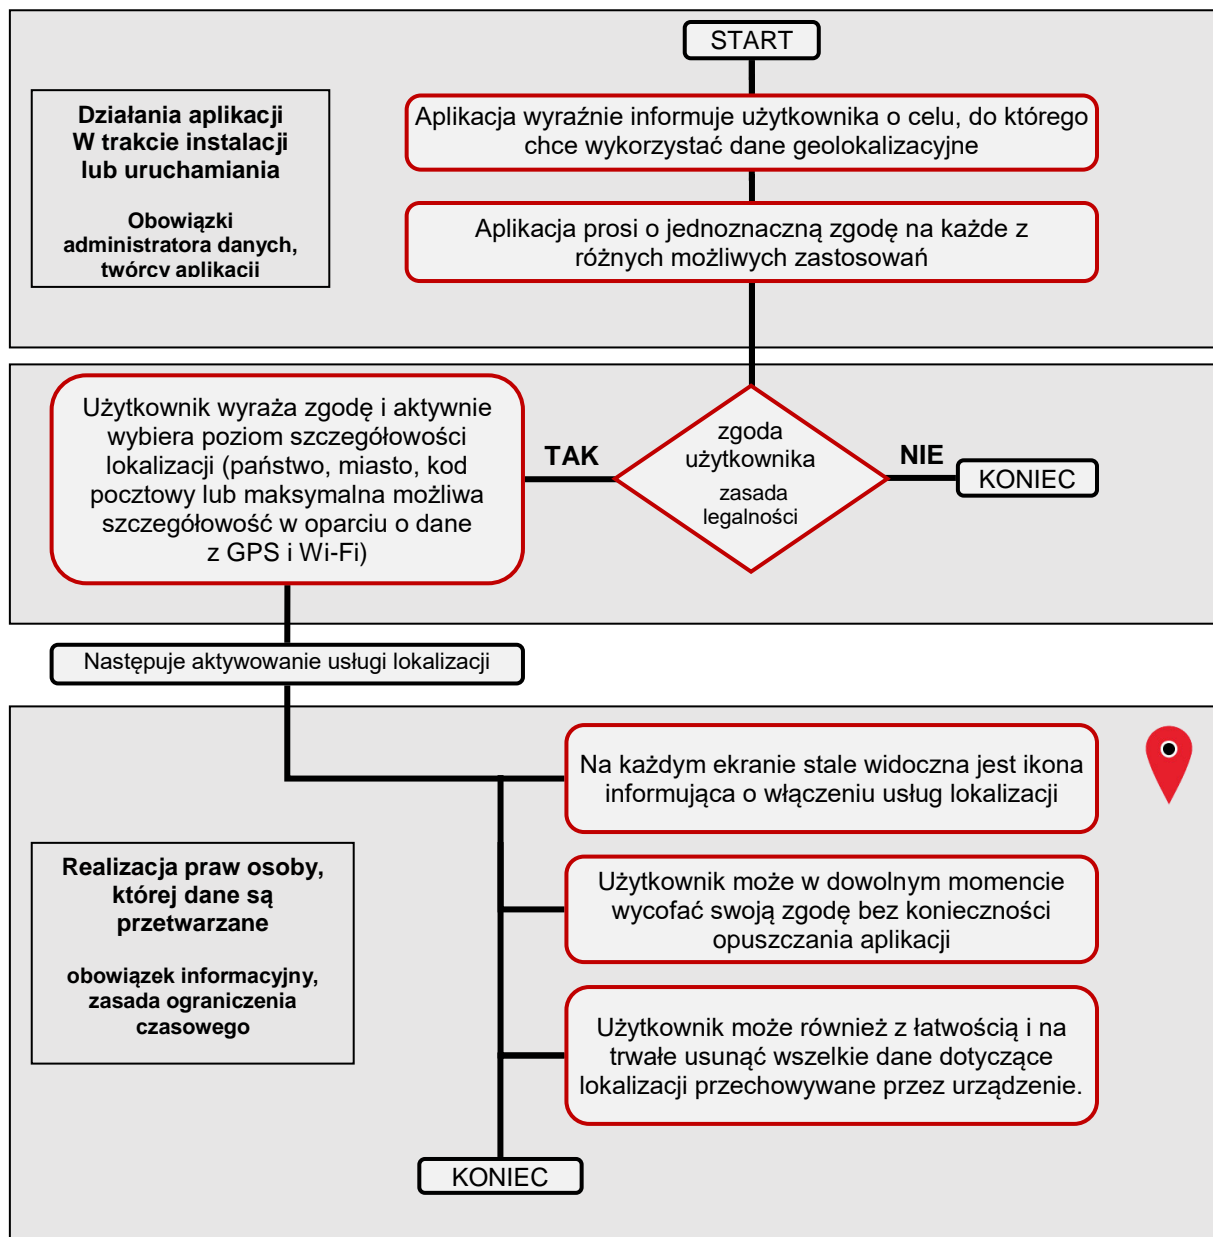 START
Działania aplikacji
W trakcie instalacji
lub uruchamiania
Obowiązki
administratora danych,
twórcy aplikacji
Aplikacja wyraźnie informuje użytkownika o celu, do którego
chce wykorzystać dane geolokalizacyjne
Aplikacja prosi o jednoznaczną zgodę na każde z
różnych możliwych zastosowań
Użytkownik wyraża zgodę i aktywnie
wybiera poziom szczegółowości
lokalizacji (państwo, miasto, kod
pocztowy lub maksymalna możliwa
szczegółowość w oparciu o dane
z GPS i Wi-Fi)
TAK
zgoda
użytkownika
zasada
legalności
NIE
KONIEC
Następuje aktywowanie usługi lokalizacji
Na każdym ekranie stale widoczna jest ikona
informująca o włączeniu usług lokalizacji
Realizacja praw osoby,
której dane są
przetwarzane
obowiązek informacyjny,
zasada ograniczenia
czasowego
Użytkownik może w dowolnym momencie
wycofać swoją zgodę bez konieczności
opuszczania aplikacji
Użytkownik może również z łatwością i na
trwałe usunąć wszelkie dane dotyczące
lokalizacji przechowywane przez urządzenie.
KONIEC